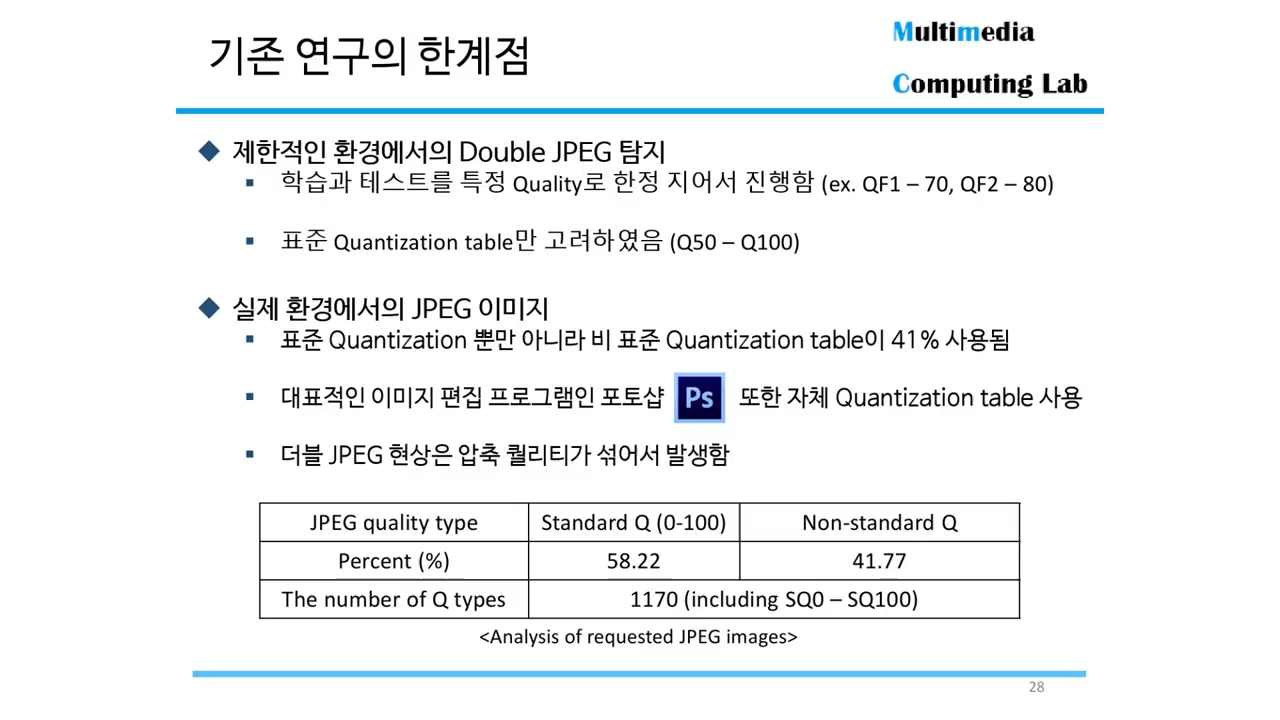 기존 연구의 한계점
Multimedia
Computing Lab
제한적인 환경에서의 Double JPEG 탐지
학습과 테스트를 특정 Quality로 한정 지어서 진행함 (ex. QF1 – 70, QF2 – 80)
표준 Quantization table만 고려하였음 (Q50 – Q100)
실제 환경에서의 JPEG 이미지
표준 Quantization 뿐만 아니라 비 표준 Quantization table이 41% 사용됨
대표적인 이미지 편집 프로그램인 포토샵 Ps 또한 자체 Quantization table 사용
더블 JPEG 현상은 압축 퀄리티가 섞어서 발생함
JPEG quality type Standard Q (0-100) Non-standard Q
Percent (%) 58.22 41.77
The number of Q types 1170 (including SQ0 – SQ100)
<Analysis of requested JPEG images>
28